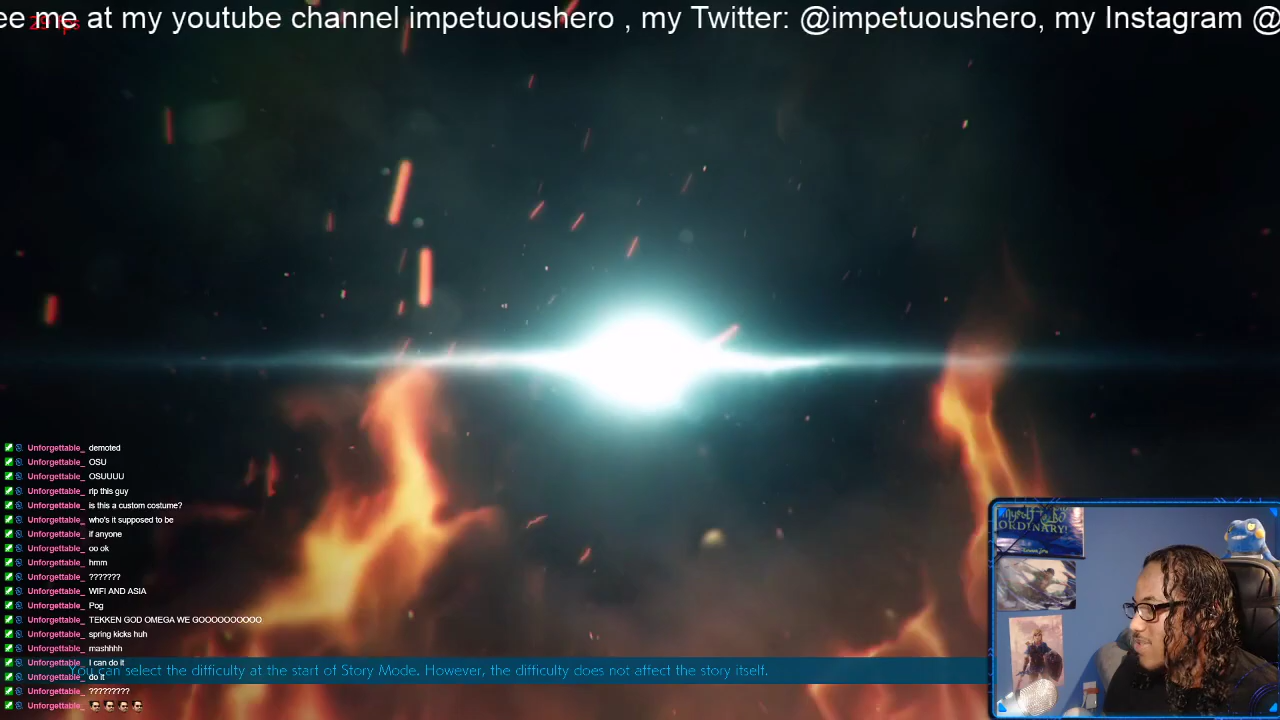 ee me at my youtube channel impetuoushero , my Twitter: @impetuoushero, my Instagram @
Unforgettable_ demoted
Unforgettable_ OSU
Unforgettable_ OSUUUU
Unforgettable_ rip this guy
Unforgettable_ is this a custom costume?
Unforgettable_ who's it supposed to be
Unforgettable_ if anyone
Unforgettable_ oo ok
Unforgettable_ hmm
Unforgettable_ ???????
Unforgettable_ WIFI AND ASIA
Unforgettable_ Pog
Unforgettable_ TEKKEN GOD OMEGA WE GOOOOOOOOOO
Unforgettable_ spring kicks huh
Unforgettable_ mashhhh
Unforgettable_ I can do it
You can select the difficulty at the start of Story Mode. However, the difficulty does not affect the story itself.
Unforgettable_ do it
Unforgettable_ ?????????
Unforgettable_
ORDINARY!